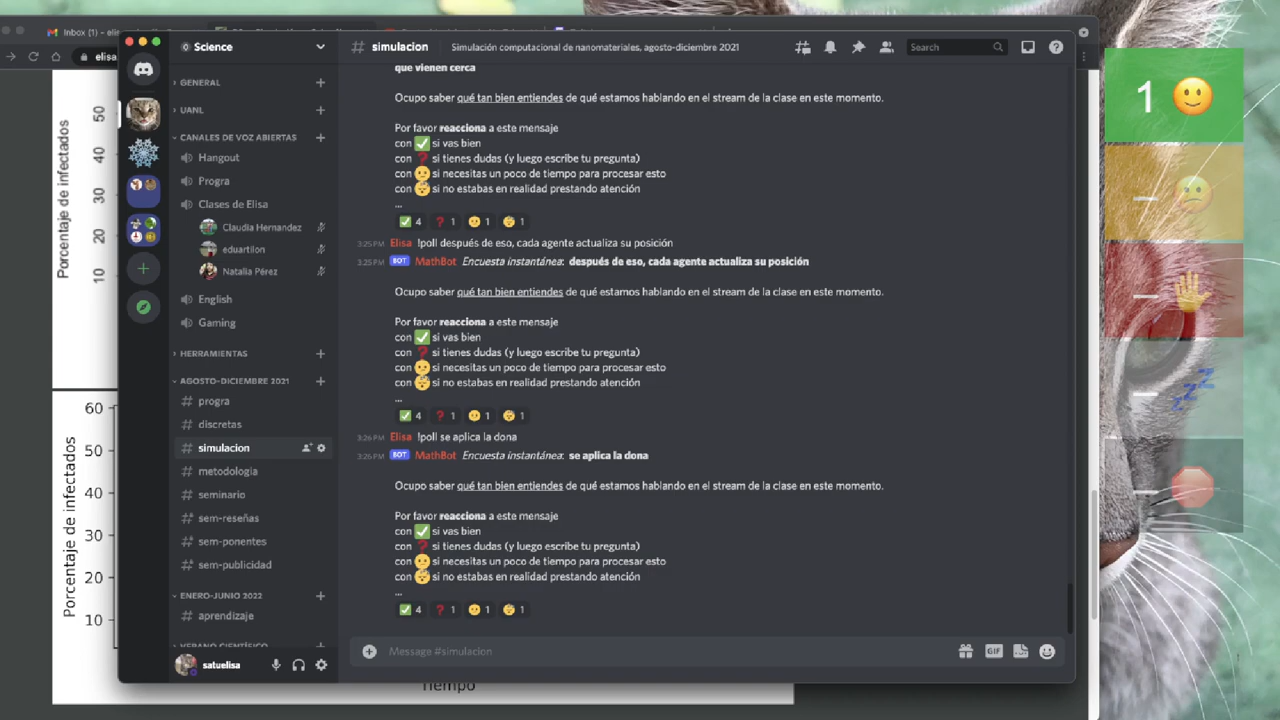 Inbox (1) - elis
elisa
Science
simulacion
Simulación computacional de nanomateriales, agosto-diciembre 2021
Search
GENERAL
UANL
CANALES DE VOZ ABIERTAS
Hangout
Progra
Clases de Elisa
Claudia Hernandez
eduartilon
Natalia Pérez
English
Gaming
HERRAMIENTAS
AGOSTO-DICIEMBRE 2021
progra
discretas
simulacion
metodologia
seminario
sem-reseñas
sem-ponentes
sem-publicidad
ENERO-JUNIO 2022
aprendizaje
VERANO CIENTÍFICO
satuelisa
que vienen cerca
Ocupo saber qué tan bien entiendes de qué estamos hablando en el stream de la clase en este momento.
Por favor reacciona a este mensaje
con ✅ si vas bien
con ❓ si tienes dudas (y luego escribe tu pregunta)
con 😕 si necesitas un poco de tiempo para procesar esto
con 😴 si no estabas en realidad prestando atención
...
✅ 4 ❓ 1 😕 1 😴 1
3:25 PM Elisa !poll después de eso, cada agente actualiza su posición
3:25 PM BOT MathBot Encuesta instantánea: después de eso, cada agente actualiza su posición
Ocupo saber qué tan bien entiendes de qué estamos hablando en el stream de la clase en este momento.
Por favor reacciona a este mensaje
con ✅ si vas bien
con ❓ si tienes dudas (y luego escribe tu pregunta)
con 😕 si necesitas un poco de tiempo para procesar esto
con 😴 si no estabas en realidad prestando atención
...
✅ 4 ❓ 1 😕 1 😴 1
3:26 PM Elisa !poll se aplica la dona
3:26 PM BOT MathBot Encuesta instantánea: se aplica la dona
Ocupo saber qué tan bien entiendes de qué estamos hablando en el stream de la clase en este momento.
Por favor reacciona a este mensaje
con ✅ si vas bien
con ❓ si tienes dudas (y luego escribe tu pregunta)
con 😕 si necesitas un poco de tiempo para procesar esto
con 😴 si no estabas en realidad prestando atención
...
✅ 4 ❓ 1 😕 1 😴 1
Message #simulacion
GIF
Porcentaje de infectados
50
40
30
20
10
Porcentaje de infectados
60
50
40
30
20
10
Tiempo
1 🙂
– 😕
– ✋
– 💤
– 🛑